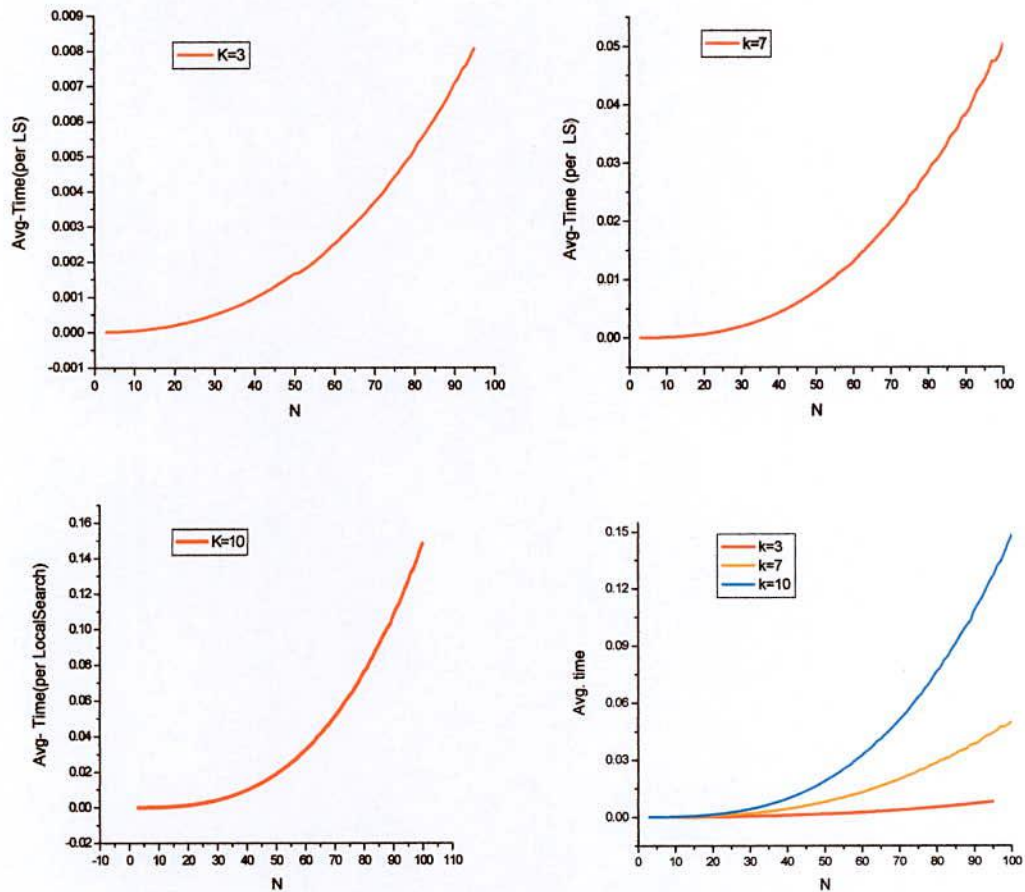 K=3
Avg-Time(per LS)
0.009
0.008
0.007
0.006
0.005
0.004
0.003
0.002
0.001
0.000
-0.001
0 10 20 30 40 50 60 70 80 90 100
N
k=7
Avg-Time (per LS)
0.05
0.04
0.03
0.02
0.01
0.00
0 10 20 30 40 50 60 70 80 90 100
N
K=10
Avg- Time(per LocalSearch)
0.16
0.14
0.12
0.10
0.08
0.06
0.04
0.02
0.00
-0.02
-10 0 10 20 30 40 50 60 70 80 90 100 110
N
k=3
k=7
k=10
Avg. time
0.15
0.12
0.09
0.06
0.03
0.00
0 10 20 30 40 50 60 70 80 90 100
N